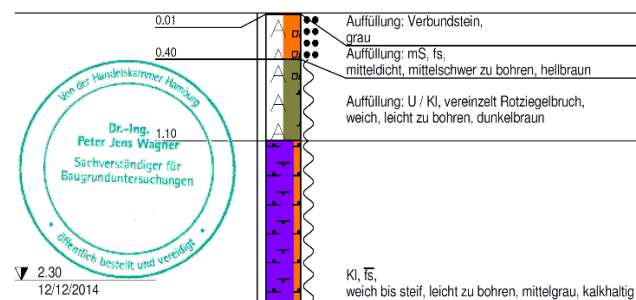 0.01
Auffüllung: Verbundstein,
grau
0.40
Auffüllung: mS, fs,
mitteldicht, mittelschwer zu bohren, hellbraun
Auffüllung: U / Kl, vereinzelt Rotziegelbruch,
weich, leicht zu bohren, dunkelbraun
1.10
A
A
A
A
A
Von der Handelskammer Hamburg
Dr.-Ing.
Peter Jens Wagner
Sachverständiger für
Baugrunduntersuchungen
öffentlich bestellt und vereidigt
2.30
12/12/2014
Kl, fs,
weich bis steif, leicht zu bohren, mittelgrau, kalkhaltig